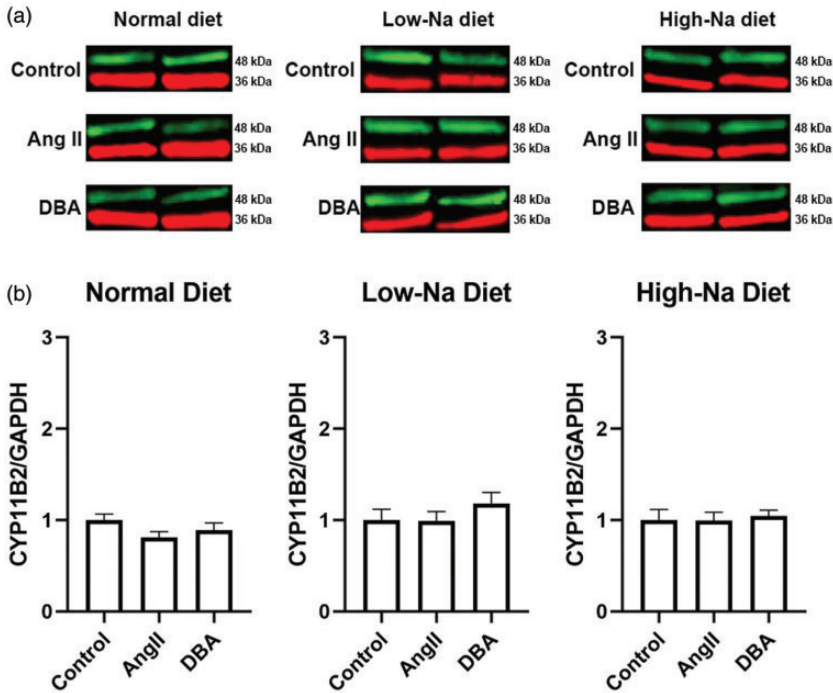 (a)
Normal diet
Low-Na diet
High-Na diet
Control
48 kDa
36 kDa
Control
48 kDa
36 kDa
Control
48 kDa
36 kDa
Ang II
48 kDa
36 kDa
Ang II
48 kDa
36 kDa
Ang II
48 kDa
36 kDa
DBA
48 kDa
36 kDa
DBA
48 kDa
36 kDa
DBA
48 kDa
36 kDa
(b)
Normal Diet
CYP11B2/GAPDH
3
2
1
0
Control
AngII
DBA
Low-Na Diet
CYP11B2/GAPDH
3
2
1
0
Control
AngII
DBA
High-Na Diet
CYP11B2/GAPDH
3
2
1
0
Control
AngII
DBA